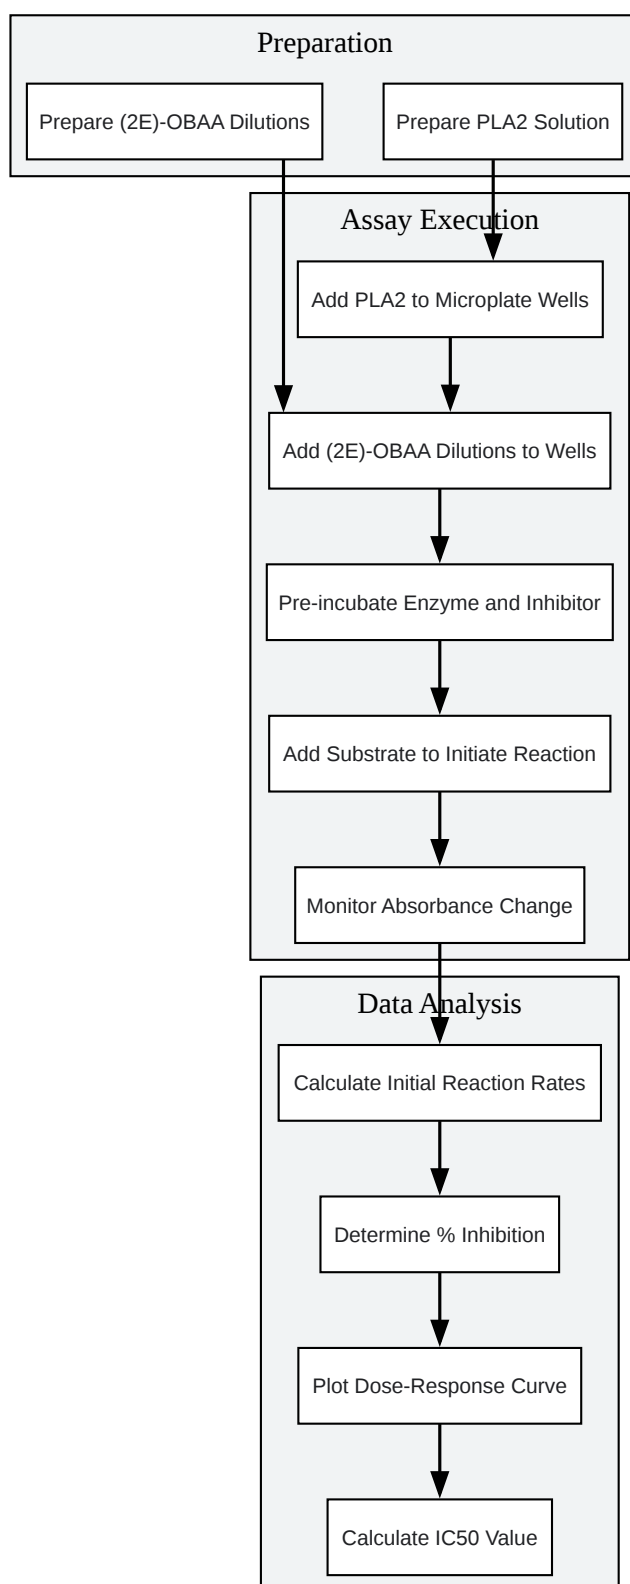 Preparation
Prepare (2E)-OBAA Dilutions
Prepare PLA2 Solution
Assay Execution
Add PLA2 to Microplate Wells
Add (2E)-OBAA Dilutions to Wells
Pre-incubate Enzyme and Inhibitor
Add Substrate to Initiate Reaction
Monitor Absorbance Change
Data Analysis
Calculate Initial Reaction Rates
Determine % Inhibition
Plot Dose-Response Curve
Calculate IC50 Value